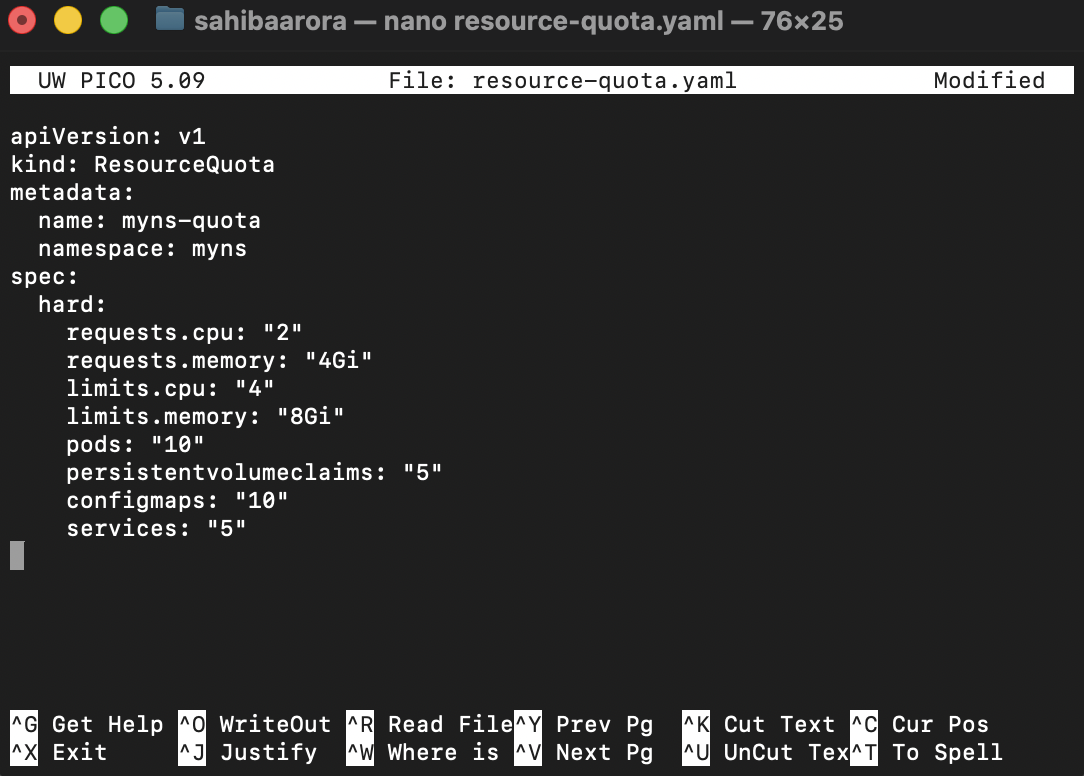 sahibaarora — nano resource-quota.yaml — 76×25
UW PICO 5.09 File: resource-quota.yaml Modified
apiVersion: v1
kind: ResourceQuota
metadata:
  name: myns-quota
  namespace: myns
spec:
  hard:
    requests.cpu: "2"
    requests.memory: "4Gi"
    limits.cpu: "4"
    limits.memory: "8Gi"
    pods: "10"
    persistentvolumeclaims: "5"
    configmaps: "10"
    services: "5"
^G Get Help ^O WriteOut ^R Read File^Y Prev Pg ^K Cut Text ^C Cur Pos
^X Exit ^J Justify ^W Where is ^V Next Pg ^U UnCut Tex^T To Spell